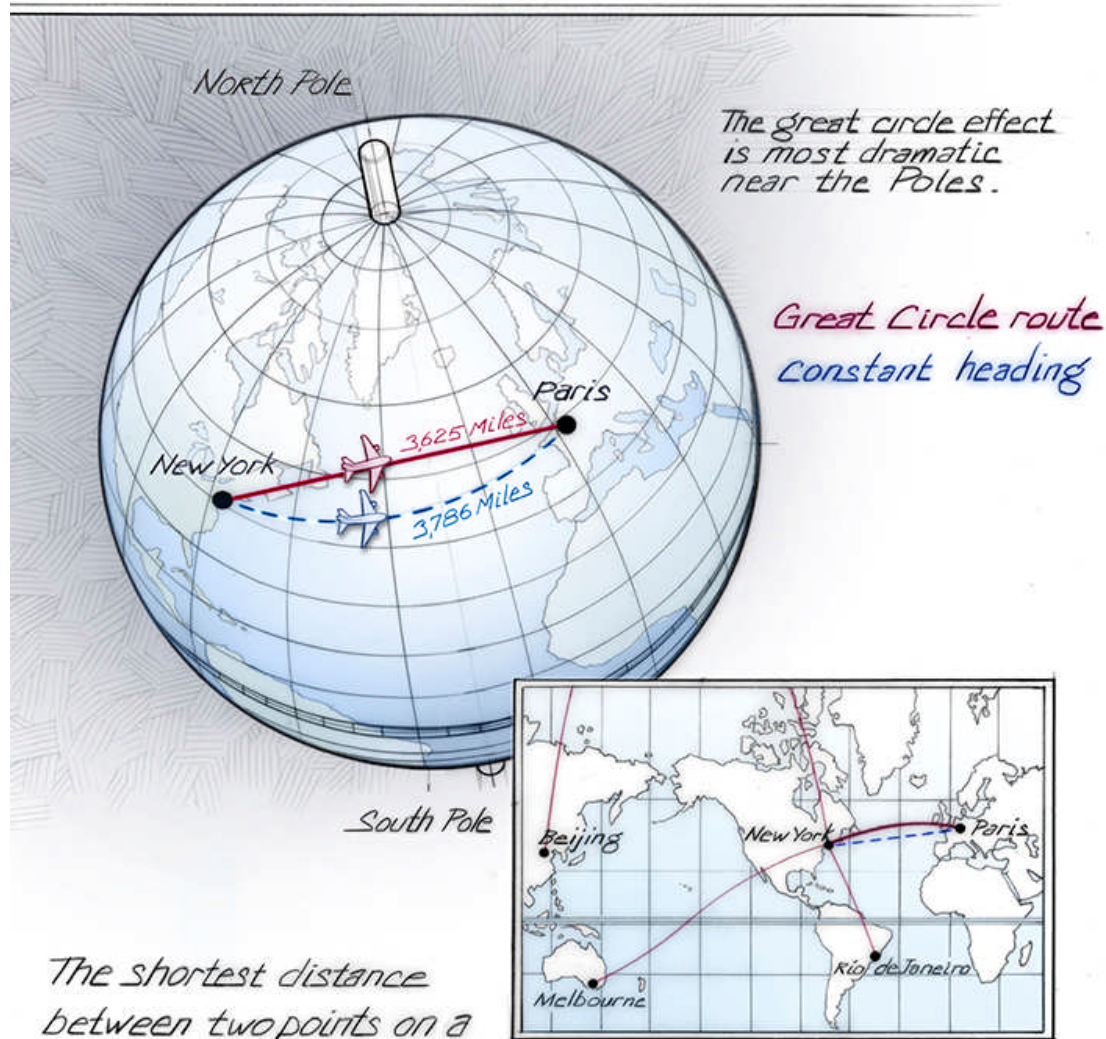 North Pole
The great circle effect
is most dramatic
near the Poles.
Great Circle route
constant heading
Paris
3,625 Miles
New York
3,786 Miles
South Pole
Beijing
New York
Paris
Rio de Janeiro
Melbourne
The shortest distance
between two points on a